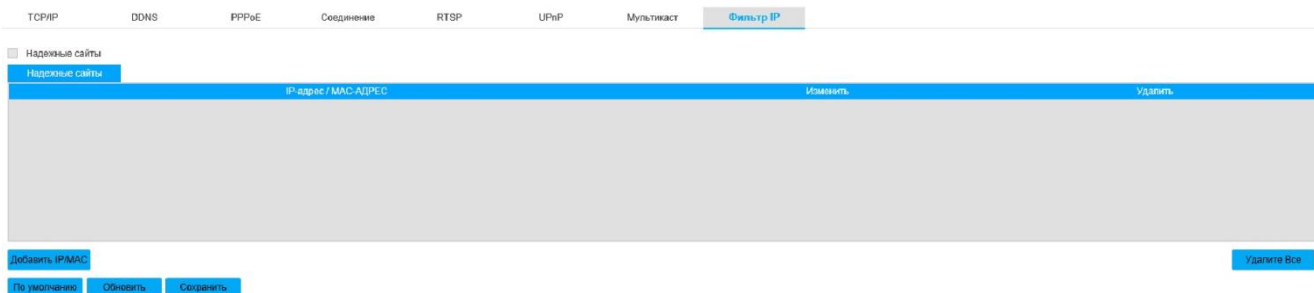 TCP/IP DDNS PPPoE Соединение RTSP UPnP Мультикаст Фильтр IP
Надежные сайты
Надежные сайты
IP-адрес / MAC-АДРЕС Изменить Удалить
Добавить IP/MAC Удалите Все
По умолчанию Обновить Сохранить